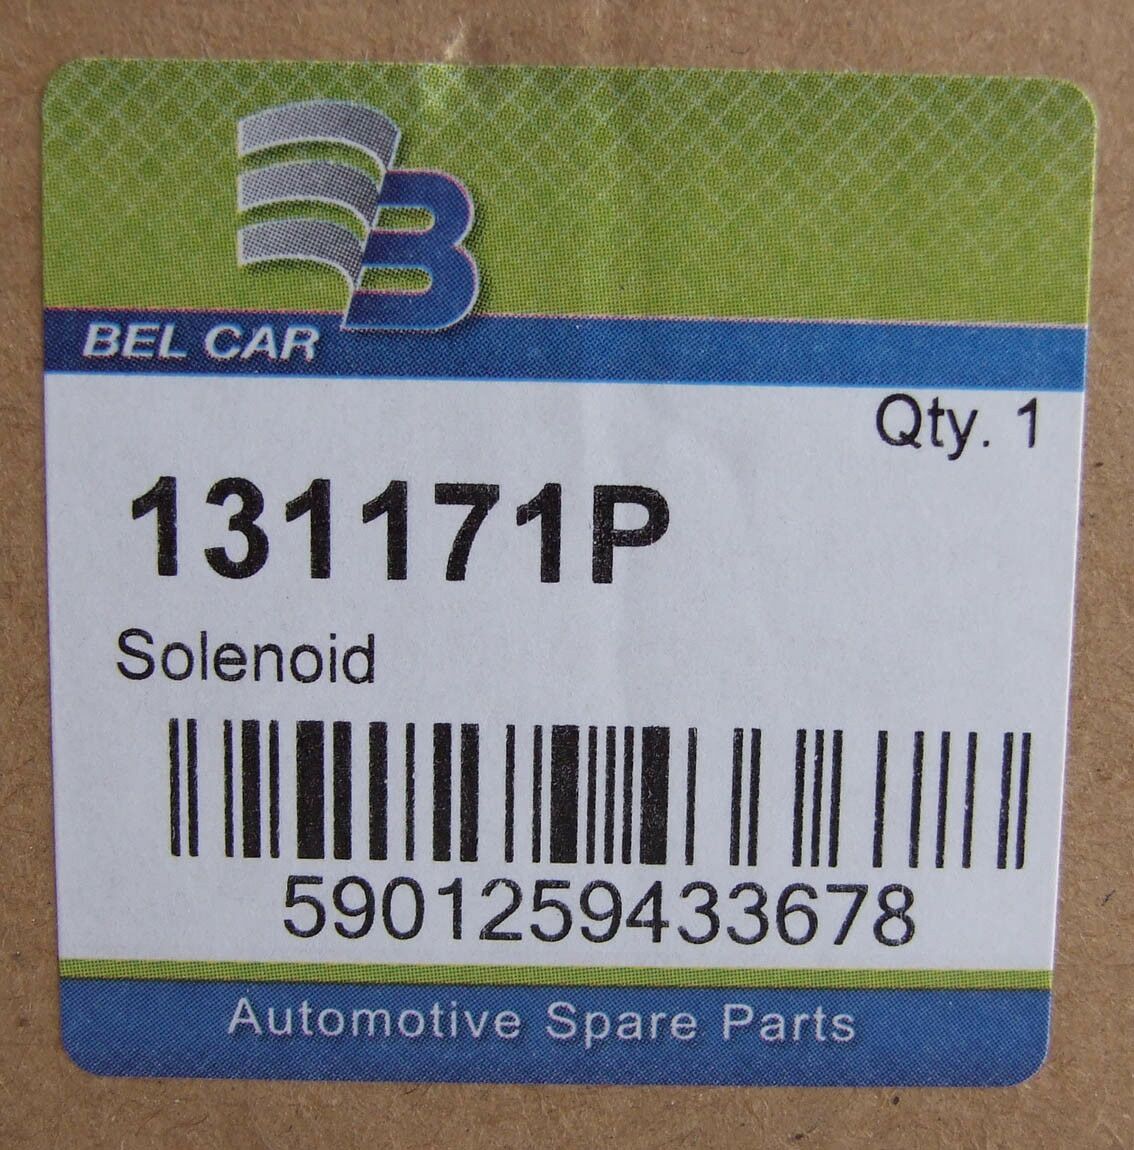 B
BEL CAR
Qty. 1
131171P
Solenoid
5901259433678
Automotive Spare Parts